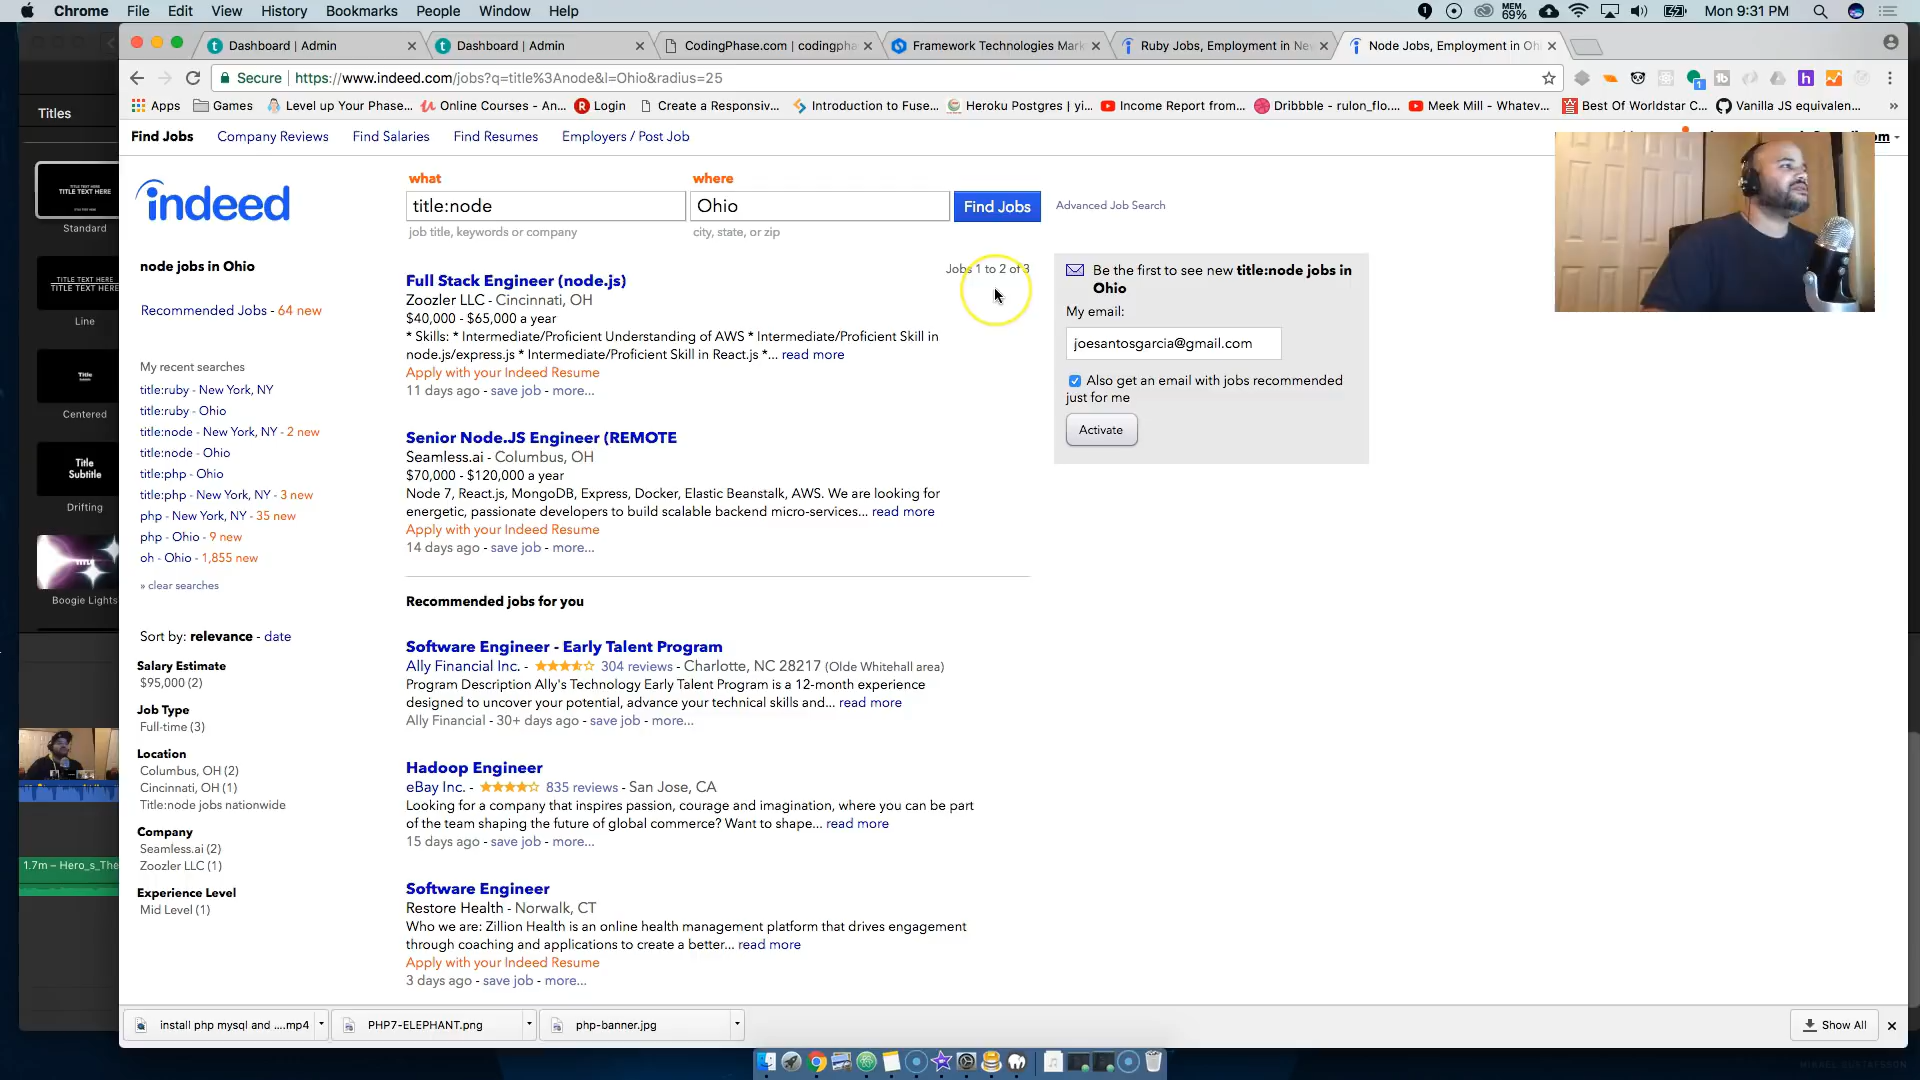 Chrome File Edit View History Bookmarks People Window Help
MEM 69% Mon 9:31 PM
Dashboard | Admin
Dashboard | Admin
CodingPhase.com | codingpha
Framework Technologies Mark
Ruby Jobs, Employment in Ne
Node Jobs, Employment in Oh
Secure https://www.indeed.com/jobs?q=title%3Anode&l=Ohio&radius=25
Apps Games Level up Your Phase... Online Courses - An... Login Create a Responsiv... Introduction to Fuse... Heroku Postgres | yi... Income Report from... Dribbble - rulon_flo... Meek Mill - Whatev... Best Of Worldstar C... Vanilla JS equivalen... »
Titles
TITLE TEXT HERE
Standard
TITLE TEXT HERE
Line
Title
Centered
Title
Subtitle
Drifting
Boogie Lights
1.7m – Hero_s_The
Find Jobs Company Reviews Find Salaries Find Resumes Employers / Post Job
om
indeed
what
title:node
job title, keywords or company
where
Ohio
city, state, or zip
Find Jobs
Advanced Job Search
node jobs in Ohio
Recommended Jobs - 64 new
My recent searches
title:ruby - New York, NY
title:ruby - Ohio
title:node - New York, NY - 2 new
title:node - Ohio
title:php - Ohio
title:php - New York, NY - 3 new
php - New York, NY - 35 new
php - Ohio - 9 new
oh - Ohio - 1,855 new
» clear searches
Sort by: relevance - date
Salary Estimate
$95,000 (2)
Job Type
Full-time (3)
Location
Columbus, OH (2)
Cincinnati, OH (1)
Title:node jobs nationwide
Company
Seamless.ai (2)
Zoozler LLC (1)
Experience Level
Mid Level (1)
Jobs 1 to 2 of 3
Full Stack Engineer (node.js)
Zoozler LLC - Cincinnati, OH
$40,000 - $65,000 a year
* Skills: * Intermediate/Proficient Understanding of AWS * Intermediate/Proficient Skill in
node.js/express.js * Intermediate/Proficient Skill in React.js *... read more
Apply with your Indeed Resume
11 days ago - save job - more...
Senior Node.JS Engineer (REMOTE
Seamless.ai - Columbus, OH
$70,000 - $120,000 a year
Node 7, React.js, MongoDB, Express, Docker, Elastic Beanstalk, AWS. We are looking for
energetic, passionate developers to build scalable backend micro-services... read more
Apply with your Indeed Resume
14 days ago - save job - more...
Recommended jobs for you
Software Engineer - Early Talent Program
Ally Financial Inc. - 304 reviews - Charlotte, NC 28217 (Olde Whitehall area)
Program Description Ally's Technology Early Talent Program is a 12-month experience
designed to uncover your potential, advance your technical skills and... read more
Ally Financial - 30+ days ago - save job - more...
Hadoop Engineer
eBay Inc. - 835 reviews - San Jose, CA
Looking for a company that inspires passion, courage and imagination, where you can be part
of the team shaping the future of global commerce? Want to shape... read more
15 days ago - save job - more...
Software Engineer
Restore Health - Norwalk, CT
Who we are: Zillion Health is an online health management platform that drives engagement
through coaching and applications to create a better... read more
Apply with your Indeed Resume
3 days ago - save job - more...
Be the first to see new title:node jobs in
Ohio
My email:
joesantosgarcia@gmail.com
Also get an email with jobs recommended
just for me
Activate
install php mysql and ....mp4
PHP7-ELEPHANT.png
php-banner.jpg
Show All